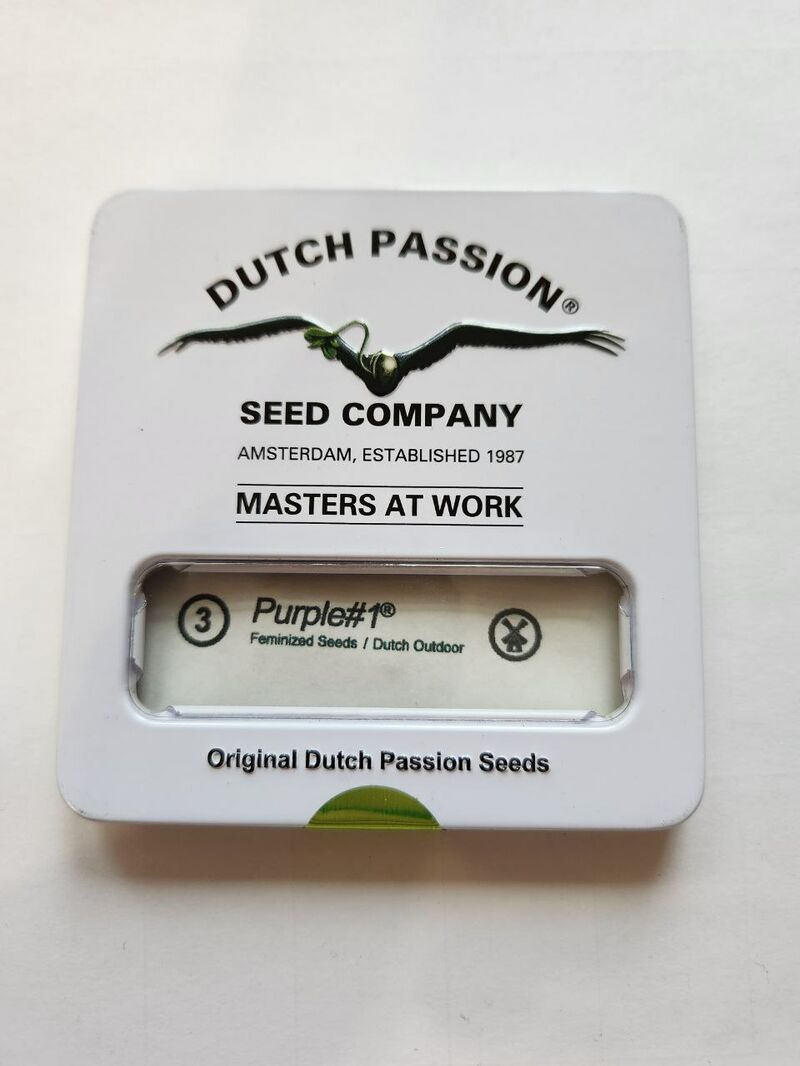 DUTCH PASSION®
SEED COMPANY
AMSTERDAM, ESTABLISHED 1987
MASTERS AT WORK
3 Purple#1®
Feminized Seeds / Dutch Outdoor
Original Dutch Passion Seeds